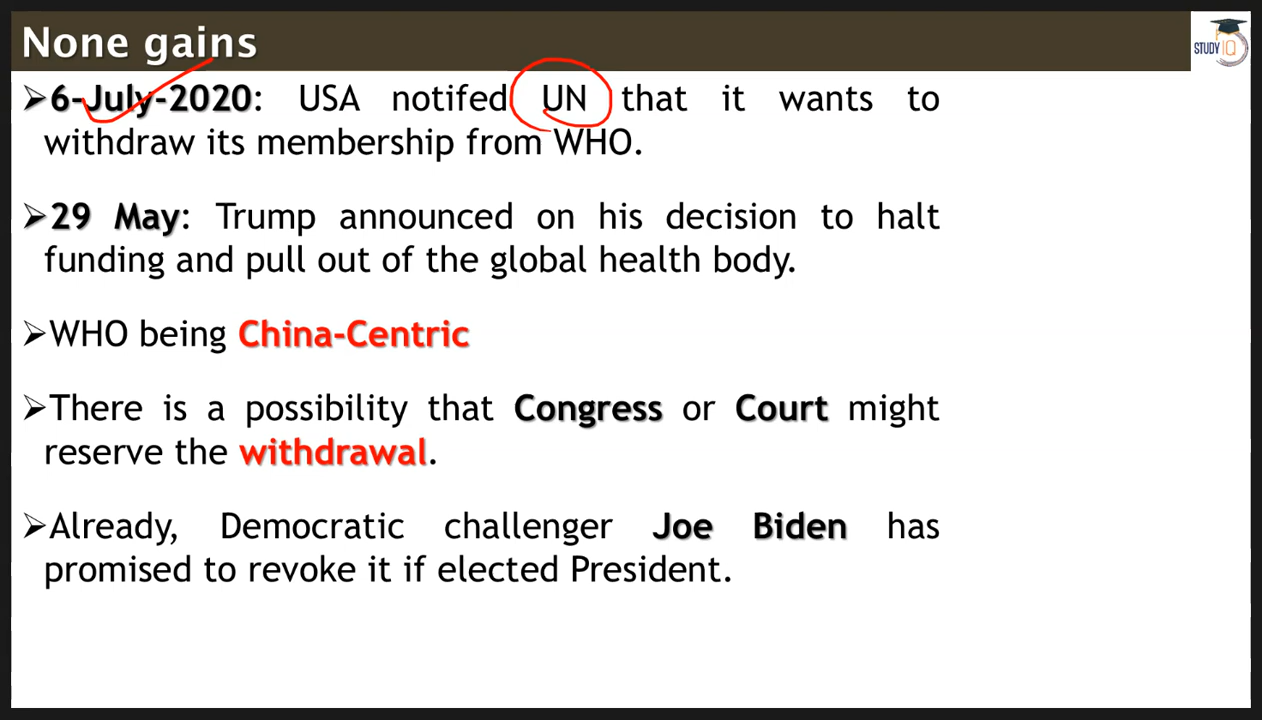 None gains
STUDY IQ
➢6-July-2020: USA notifed UN that it wants to
withdraw its membership from WHO.
➢29 May: Trump announced on his decision to halt
funding and pull out of the global health body.
➢WHO being China-Centric
➢There is a possibility that Congress or Court might
reserve the withdrawal.
➢Already, Democratic challenger Joe Biden has
promised to revoke it if elected President.